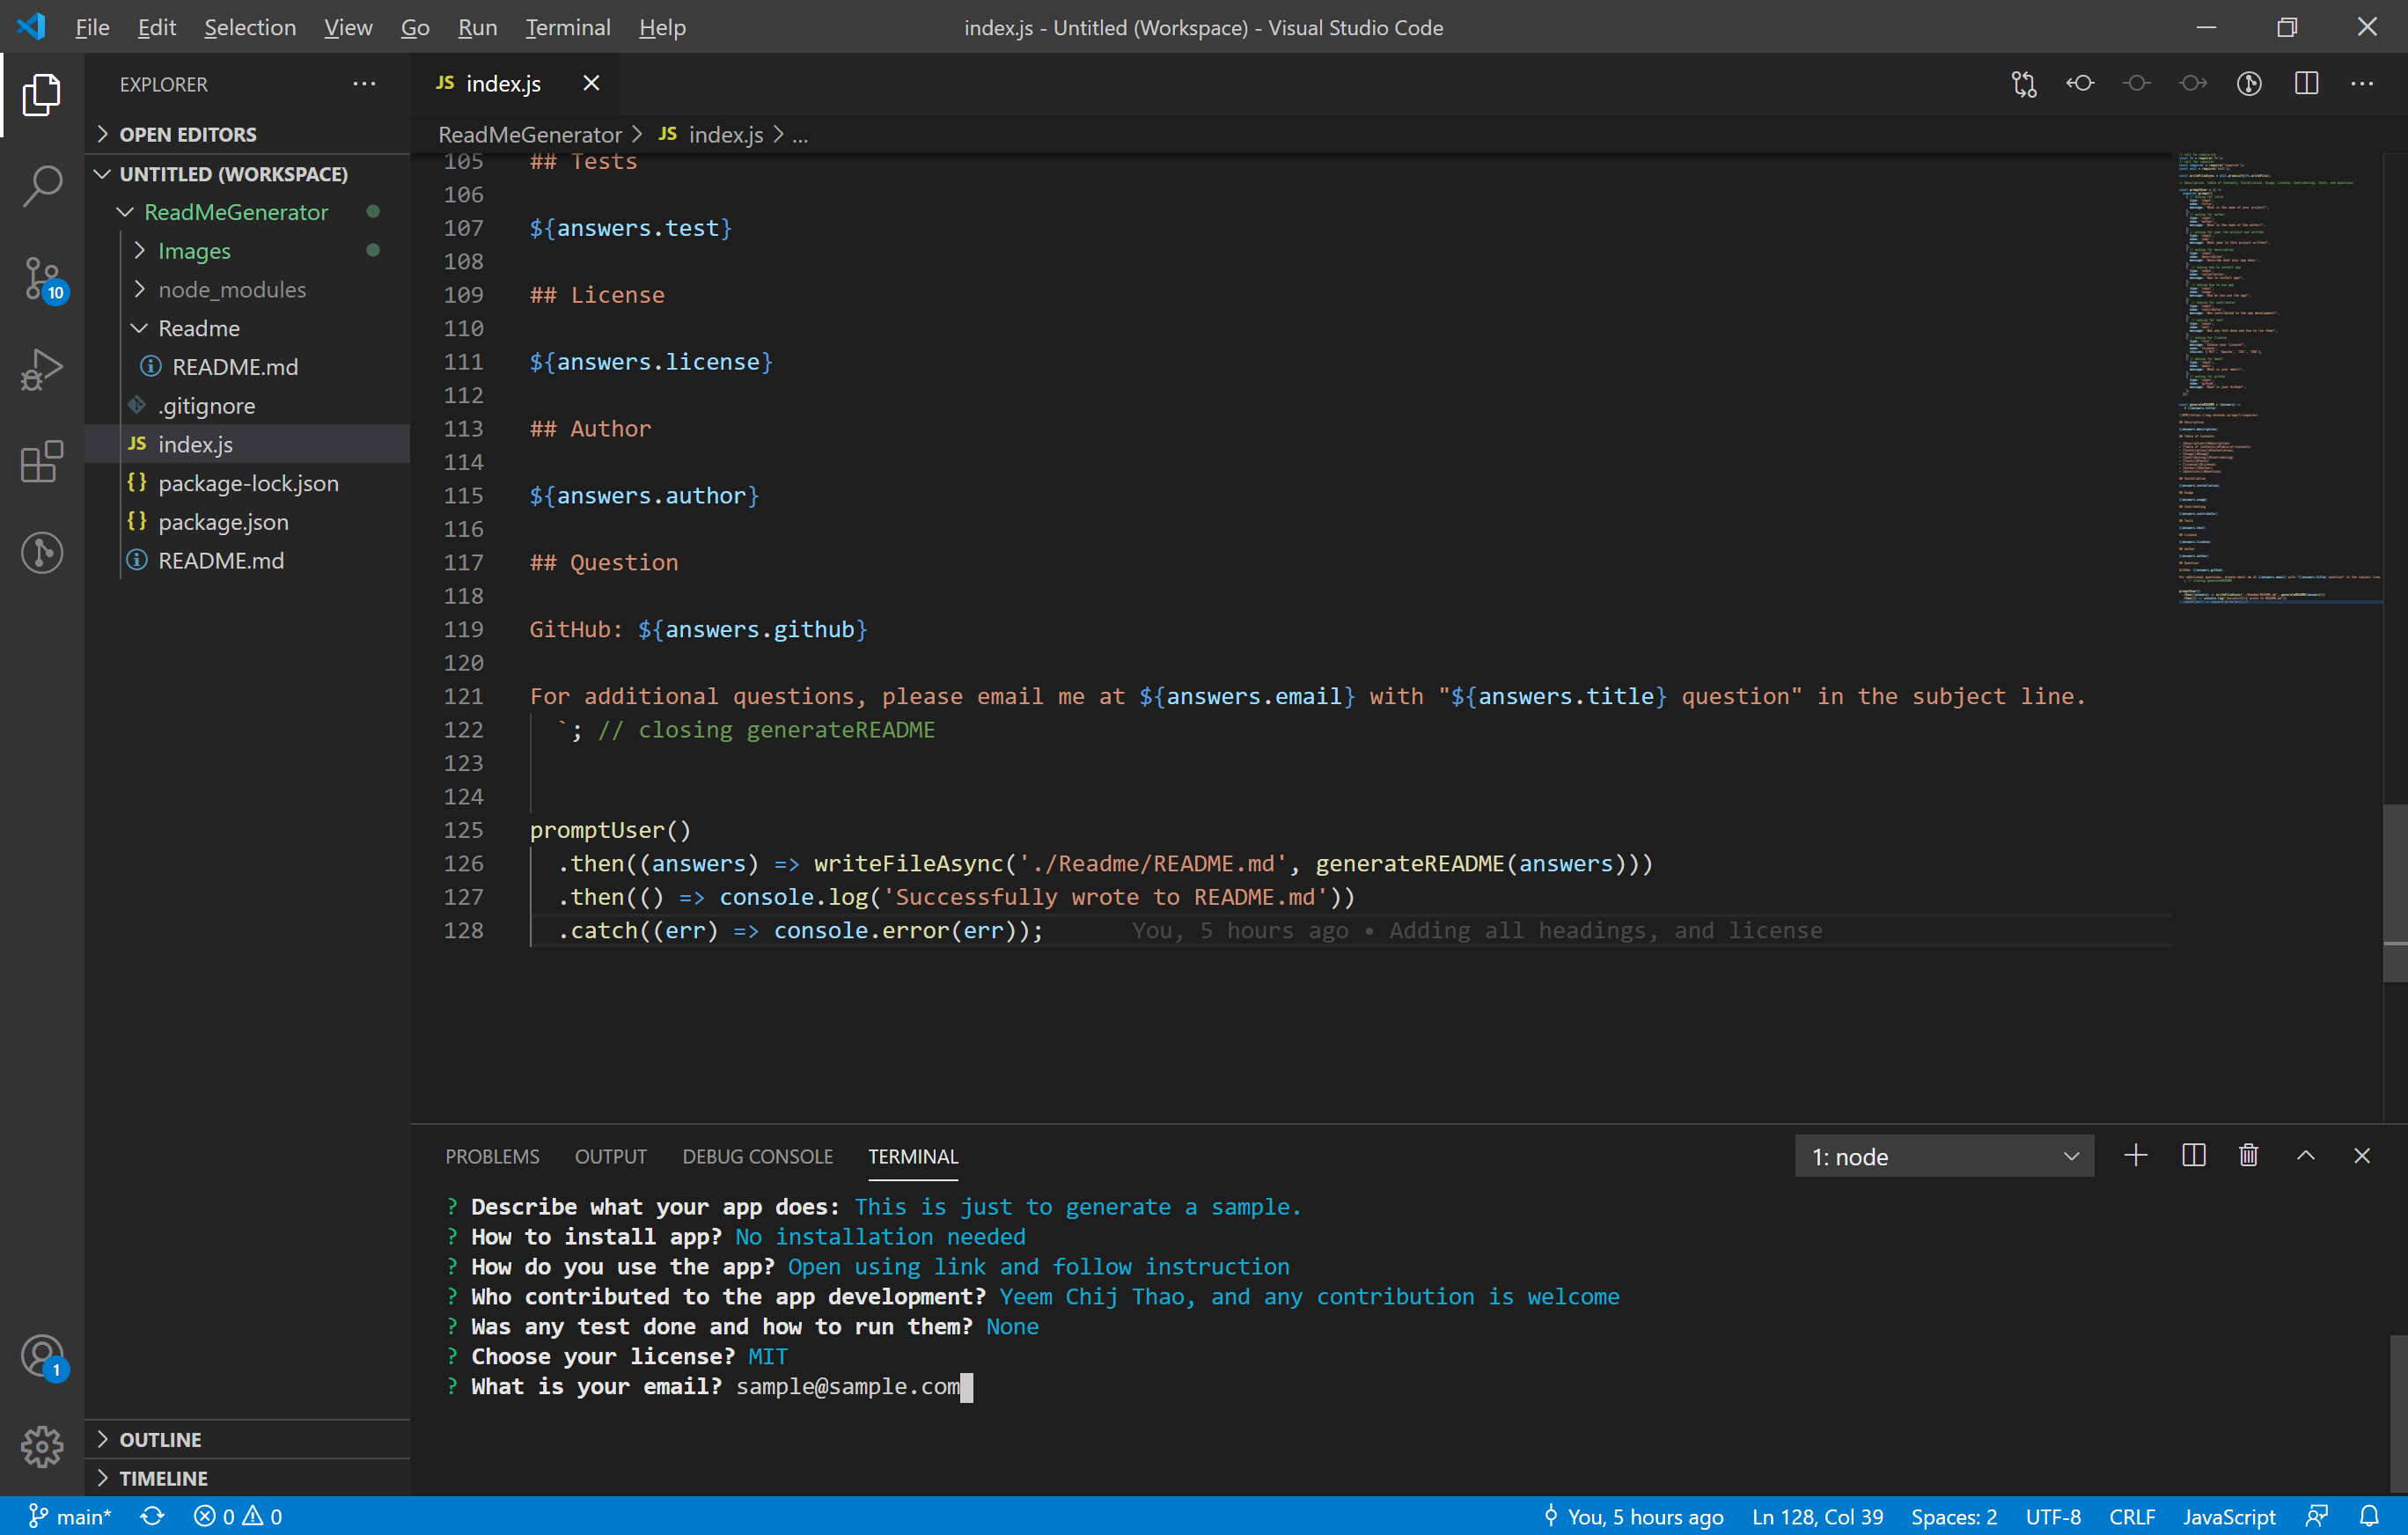 File Edit Selection View Go Run Terminal Help
index.js - Untitled (Workspace) - Visual Studio Code
EXPLORER
OPEN EDITORS
UNTITLED (WORKSPACE)
ReadMeGenerator
Images
node_modules
Readme
README.md
.gitignore
JS index.js
{} package-lock.json
{} package.json
README.md
OUTLINE
TIMELINE
10
1
JS index.js
ReadMeGenerator > JS index.js > ...
105 ## Tests
106
107 ${answers.test}
108
109 ## License
110
111 ${answers.license}
112
113 ## Author
114
115 ${answers.author}
116
117 ## Question
118
119 GitHub: ${answers.github}
120
121 For additional questions, please email me at ${answers.email} with "${answers.title} question" in the subject line.
122 `; // closing generateREADME
123
124
125 promptUser()
126 .then((answers) => writeFileAsync('./Readme/README.md', generateREADME(answers)))
127 .then(() => console.log('Successfully wrote to README.md'))
128 .catch((err) => console.error(err)); You, 5 hours ago • Adding all headings, and license
PROBLEMS OUTPUT DEBUG CONSOLE TERMINAL
1: node
? Describe what your app does: This is just to generate a sample.
? How to install app? No installation needed
? How do you use the app? Open using link and follow instruction
? Who contributed to the app development? Yeem Chij Thao, and any contribution is welcome
? Was any test done and how to run them? None
? Choose your license? MIT
? What is your email? sample@sample.com
main* 0 0
You, 5 hours ago Ln 128, Col 39 Spaces: 2 UTF-8 CRLF JavaScript